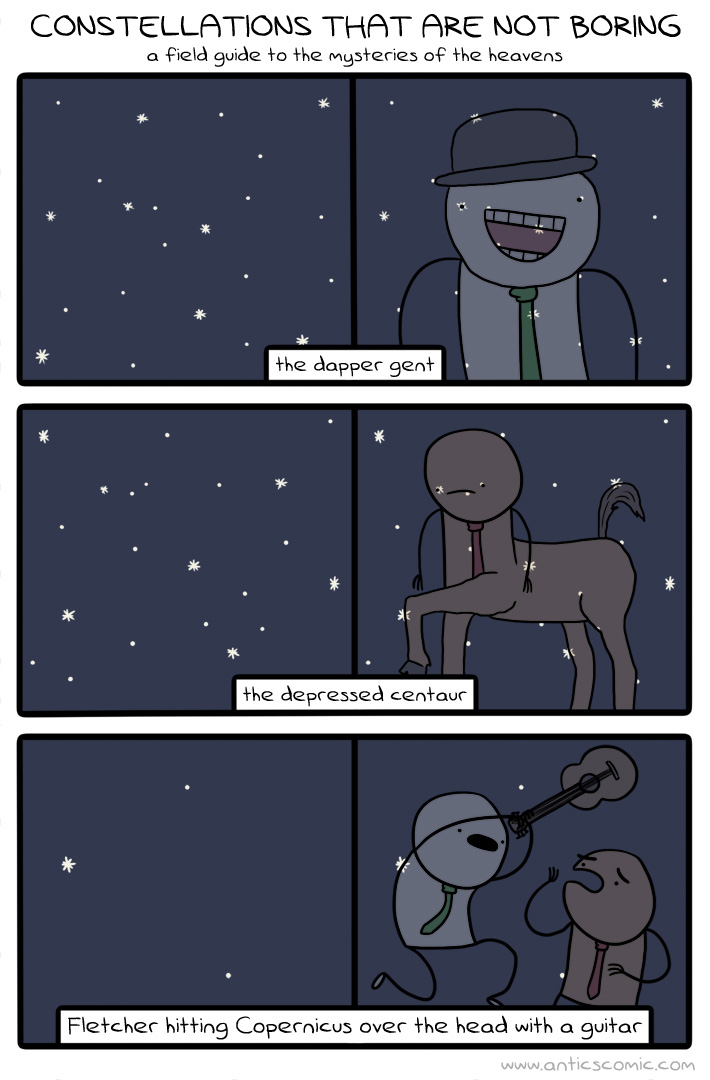 CONSTELLATIONS THAT ARE NOT BORING
a field guide to the mysteries of the heavens
the dapper gent
the depressed centaur
Fletcher hitting Copernicus over the head with a guitar
www.anticscomic.com